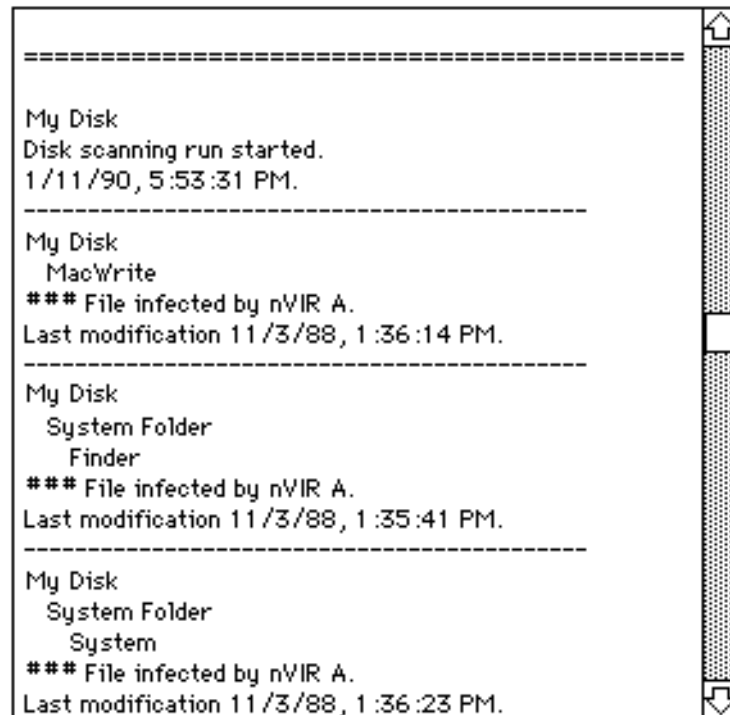 ===========================================
My Disk
Disk scanning run started.
1/11/90, 5:53:31 PM.
--------------------------------------------
My Disk
MacWrite
### File infected by nVIR A.
Last modification 11/3/88, 1:36:14 PM.
--------------------------------------------
My Disk
System Folder
Finder
### File infected by nVIR A.
Last modification 11/3/88, 1:35:41 PM.
--------------------------------------------
My Disk
System Folder
System
### File infected by nVIR A.
Last modification 11/3/88, 1:36:23 PM.